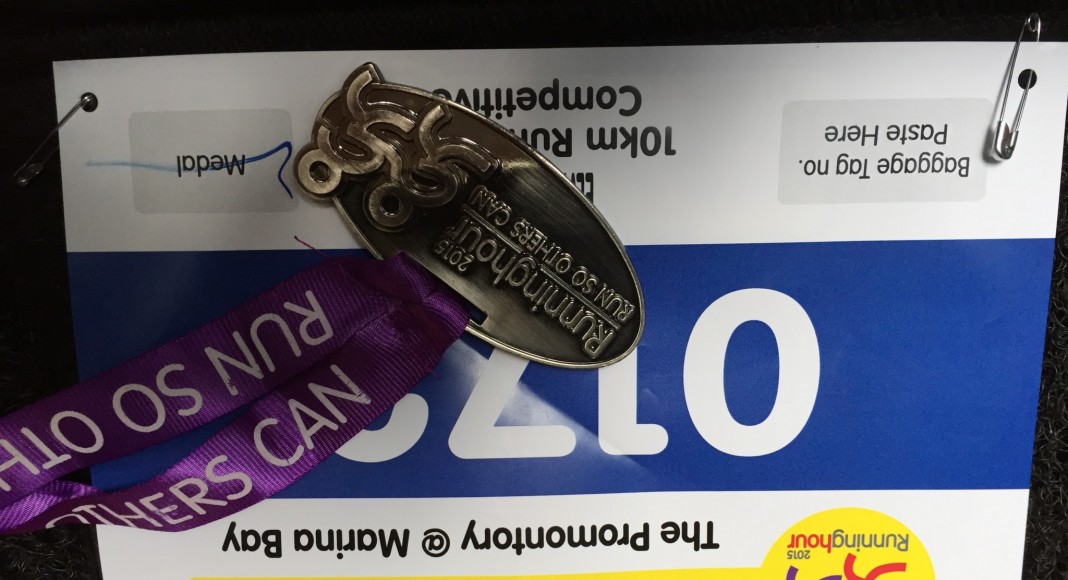 2015
Runninghour
The Promontory @ Marina Bay
017
Baggage Tag no.
Paste Here
10km Run
Competitive
Medal
Runninghour
2015
RUN SO OTHERS CAN
RUN SO OTH
OTHERS CAN